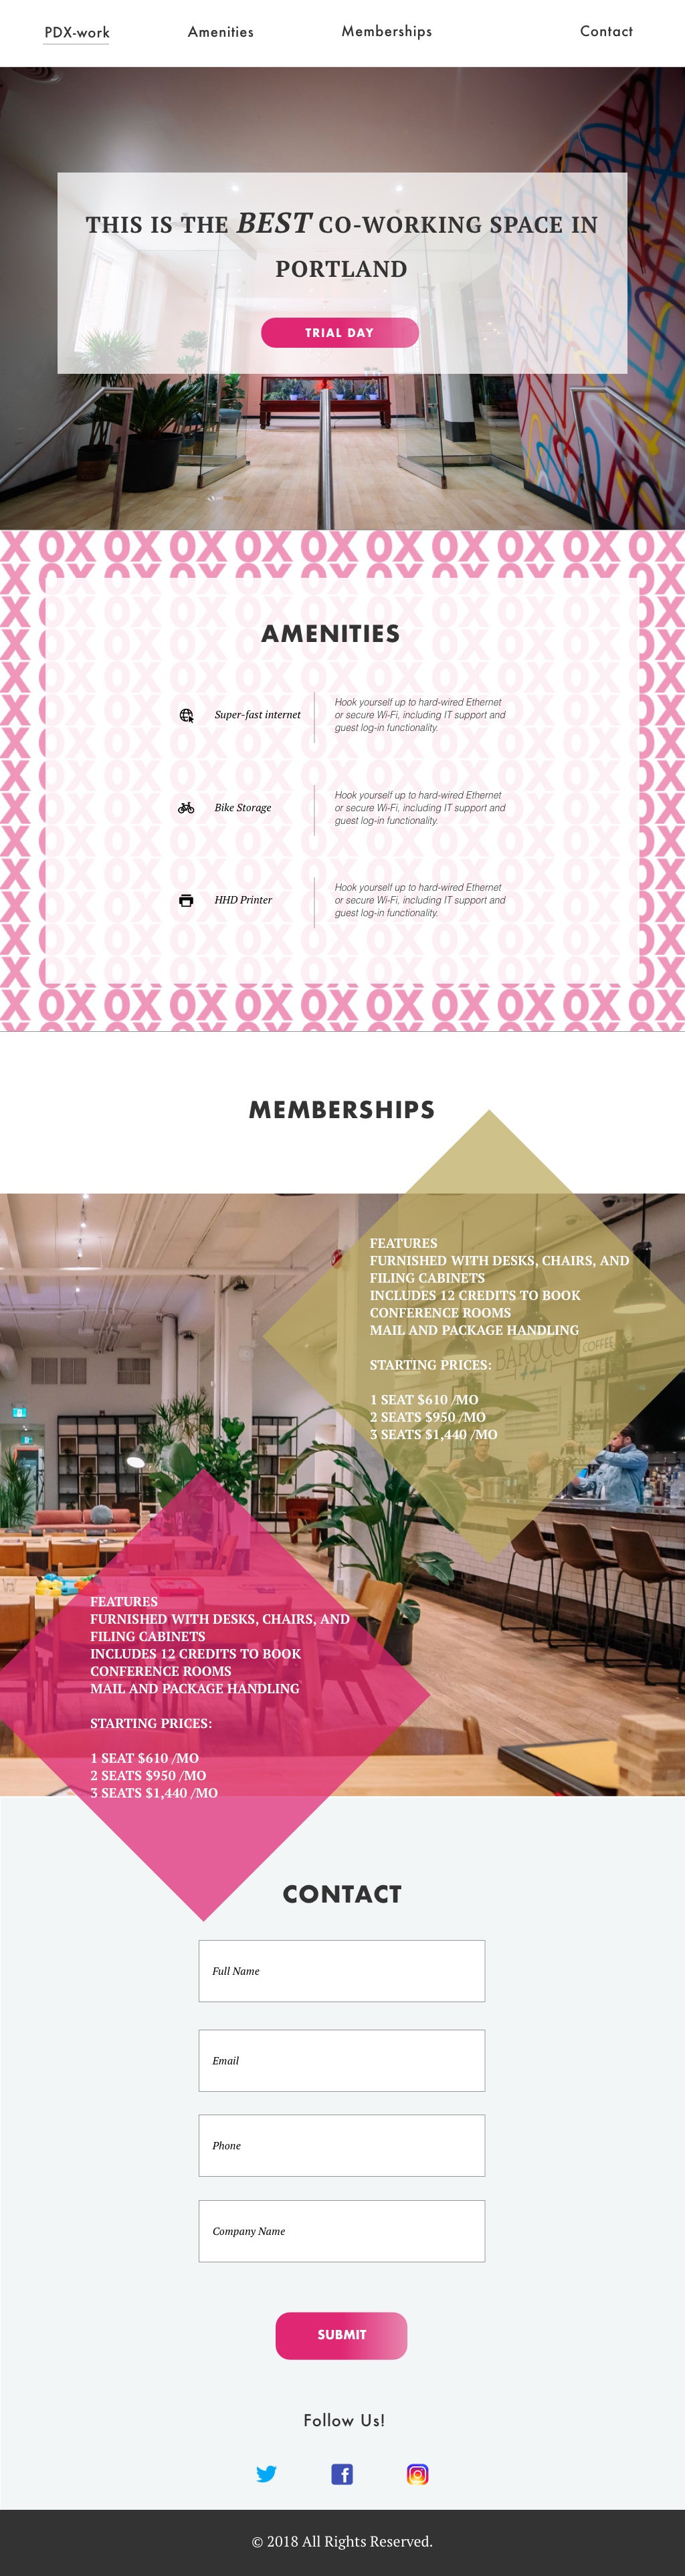 PDX-work
Amenities
Memberships
Contact
THIS IS THE BEST CO-WORKING SPACE IN
PORTLAND
TRIAL DAY
AMENITIES
Super-fast internet
Hook yourself up to hard-wired Ethernet
or secure Wi-Fi, including IT support and
guest log-in functionality.
Bike Storage
Hook yourself up to hard-wired Ethernet
or secure Wi-Fi, including IT support and
guest log-in functionality.
HHD Printer
Hook yourself up to hard-wired Ethernet
or secure Wi-Fi, including IT support and
guest log-in functionality.
MEMBERSHIPS
FEATURES
FURNISHED WITH DESKS, CHAIRS, AND
FILING CABINETS
INCLUDES 12 CREDITS TO BOOK
CONFERENCE ROOMS
MAIL AND PACKAGE HANDLING
STARTING PRICES:
1 SEAT $610 /MO
2 SEATS $950 /MO
3 SEATS $1,440 /MO
BAROCCO
COFFEE
FEATURES
FURNISHED WITH DESKS, CHAIRS, AND
FILING CABINETS
INCLUDES 12 CREDITS TO BOOK
CONFERENCE ROOMS
MAIL AND PACKAGE HANDLING
STARTING PRICES:
1 SEAT $610 /MO
2 SEATS $950 /MO
3 SEATS $1,440 /MO
CONTACT
Full Name
Email
Phone
Company Name
SUBMIT
Follow Us!
© 2018 All Rights Reserved.